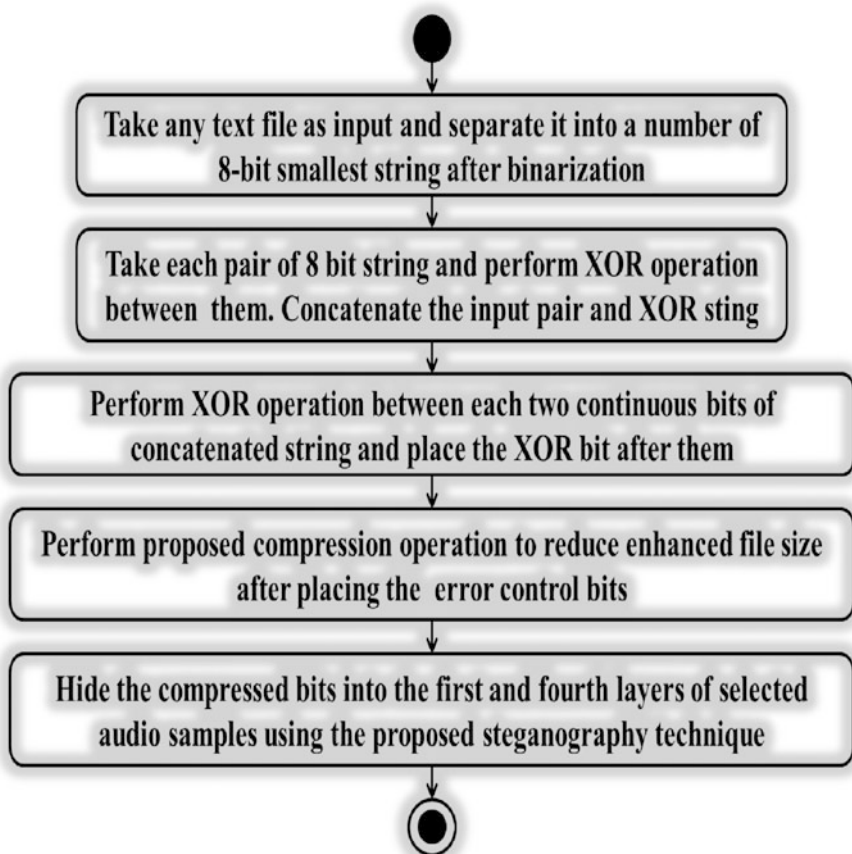 Take any text file as input and separate it into a number of
8-bit smallest string after binarization
Take each pair of 8 bit string and perform XOR operation
between them. Concatenate the input pair and XOR sting
Perform XOR operation between each two continuous bits of
concatenated string and place the XOR bit after them
Perform proposed compression operation to reduce enhanced file size
after placing the error control bits
Hide the compressed bits into the first and fourth layers of selected
audio samples using the proposed steganography technique